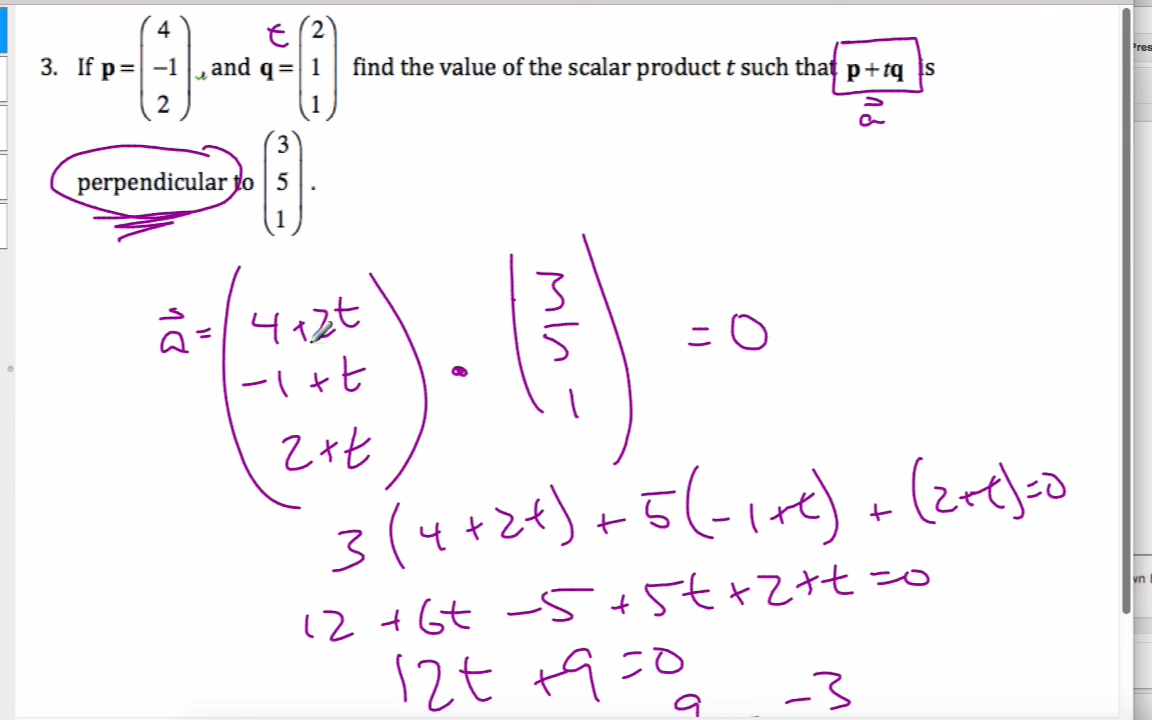 3. If p = (4 −1 2), and q = t (2 1 1) find the value of the scalar product t such that p+tq is
a⃗
perpendicular to (3 5 1).
a⃗ = (4+2t −1+t 2+t) • (3 5 1) = 0
3(4+2t) + 5(-1+t) + (2+t)=0
12 +6t -5 +5t +2+t =0
12t +9 =0
9 -3